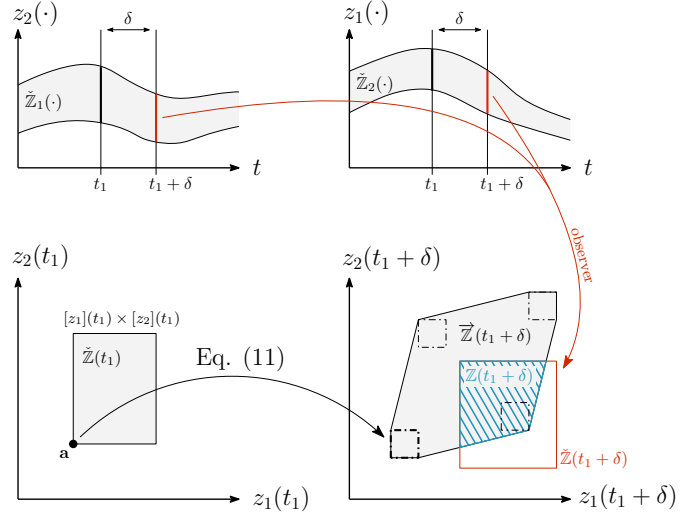 z₂(·)
δ
Ž₁(·)
t₁
t₁ + δ
t
z₁(·)
δ
Ž₂(·)
t₁
t₁ + δ
t
observer
z₂(t₁)
[z₁](t₁) × [z₂](t₁)
Ž(t₁)
a
z₁(t₁)
Eq. (11)
z₂(t₁ + δ)
Z⃗(t₁ + δ)
ℤ(t₁ + δ)
Ž(t₁ + δ)
z₁(t₁ + δ)